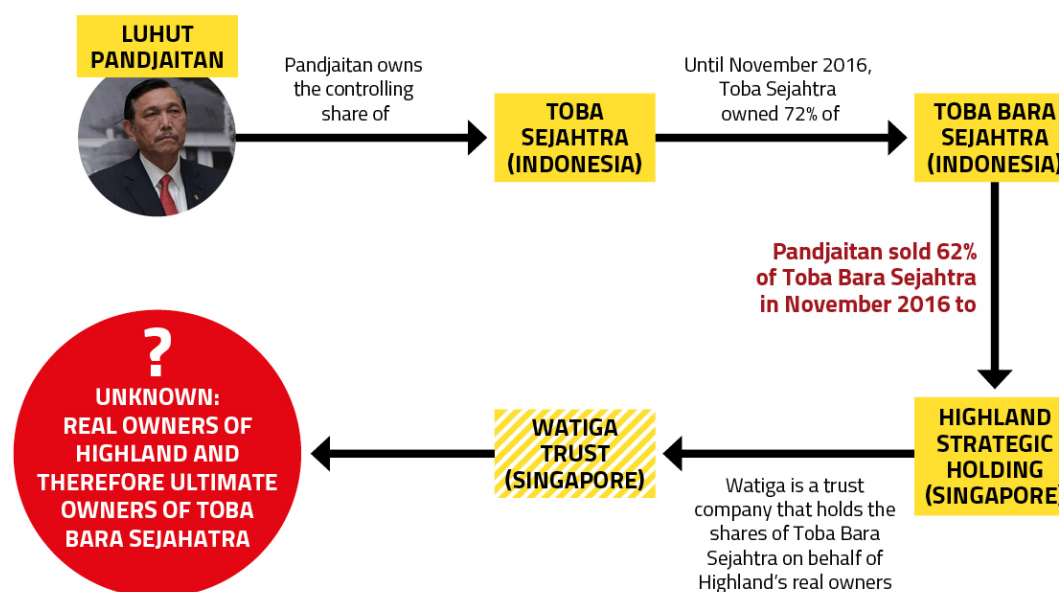 LUHUT
PANDJAITAN
Pandjaitan owns
the controlling
share of
TOBA
SEJAHTRA
(INDONESIA)
Until November 2016,
Toba Sejahtra
owned 72% of
TOBA BARA
SEJAHTRA
(INDONESIA)
Pandjaitan sold 62%
of Toba Bara Sejahtra
in November 2016 to
HIGHLAND
STRATEGIC
HOLDING
(SINGAPORE)
Watiga is a trust
company that holds the
shares of Toba Bara
Sejahtra on behalf of
Highland’s real owners
WATIGA
TRUST
(SINGAPORE)
?
UNKNOWN:
REAL OWNERS OF
HIGHLAND AND
THEREFORE ULTIMATE
OWNERS OF TOBA
BARA SEJAHATRA